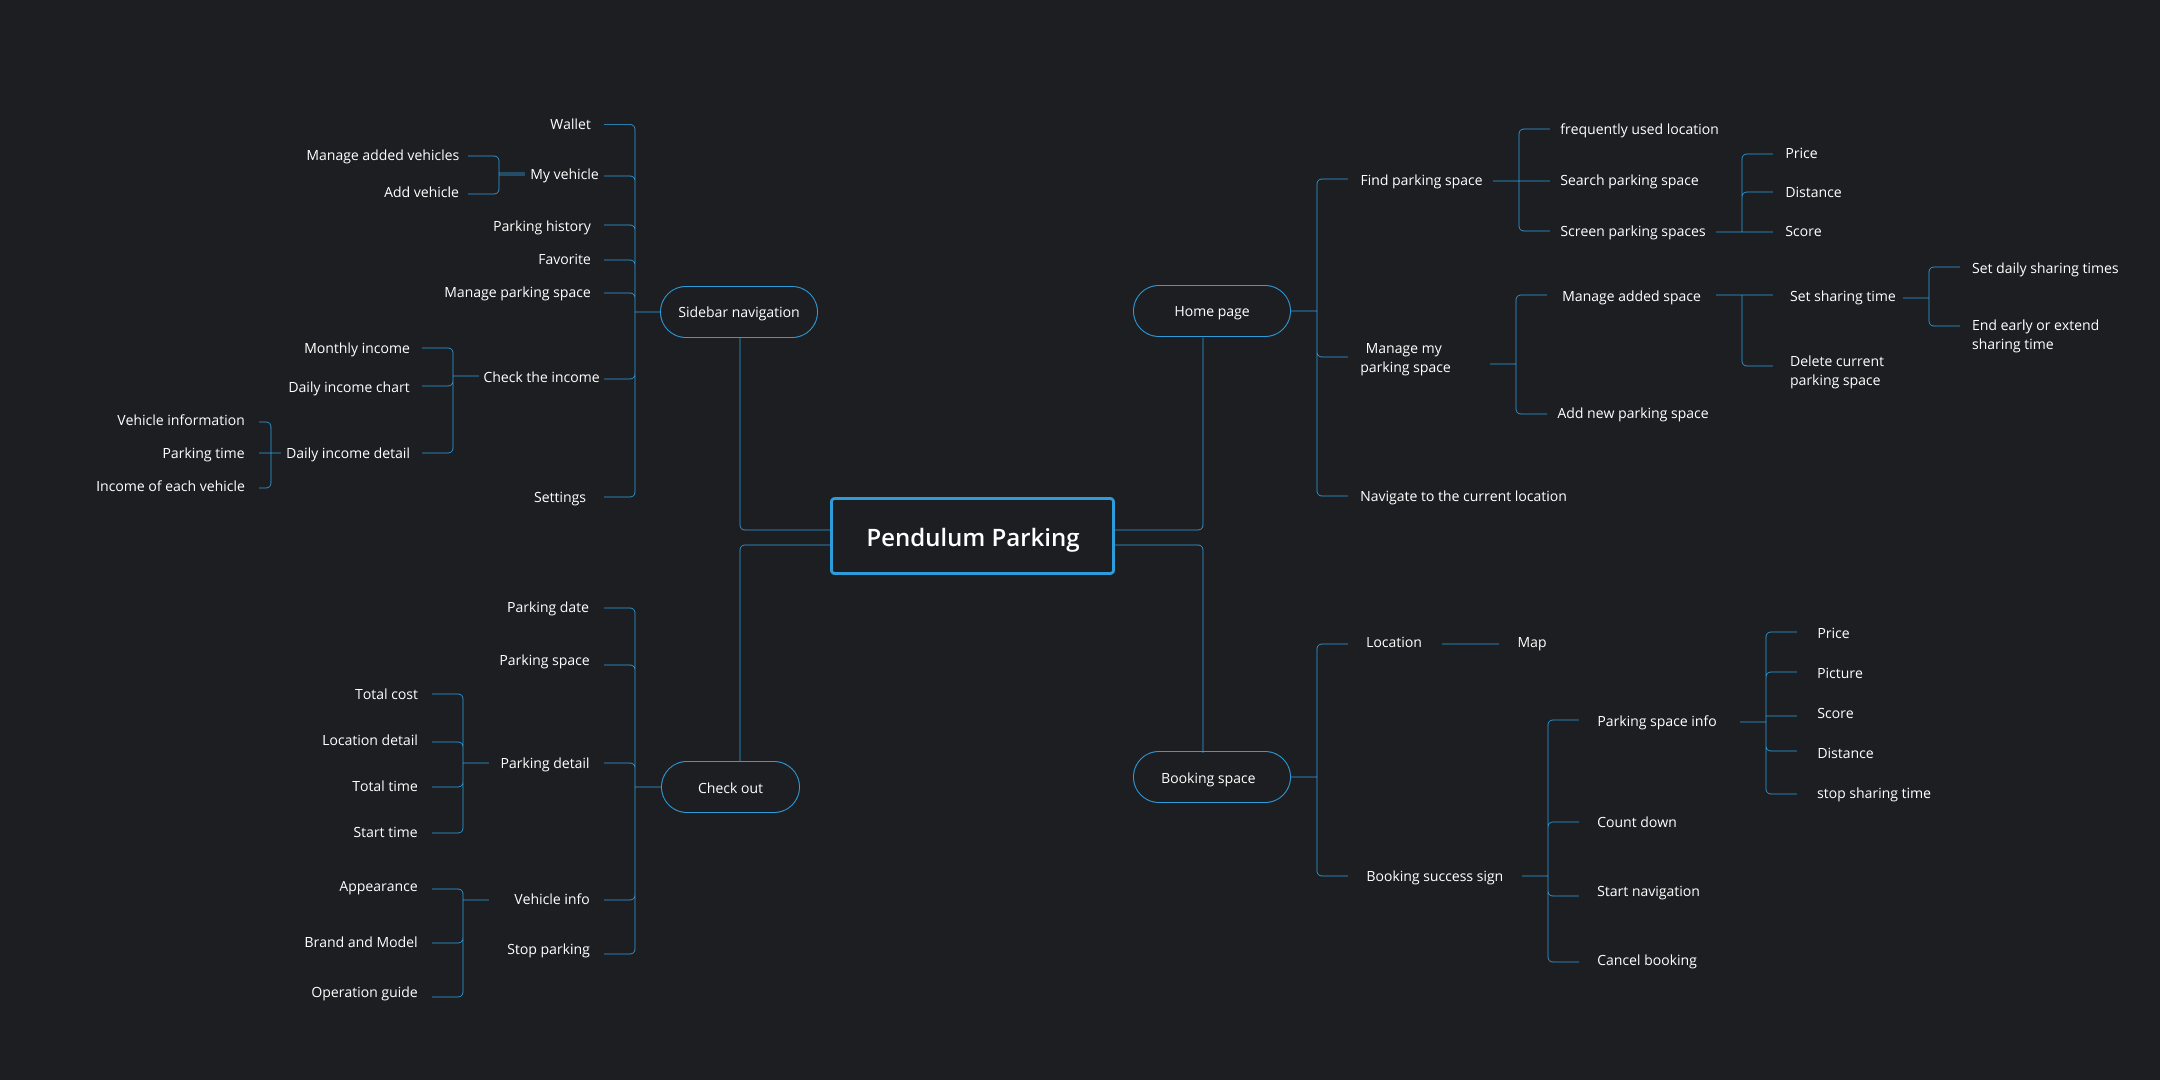 Pendulum Parking
Sidebar navigation
Wallet
My vehicle
Manage added vehicles
Add vehicle
Parking history
Favorite
Manage parking space
Check the income
Monthly income
Daily income chart
Daily income detail
Vehicle information
Parking time
Income of each vehicle
Settings
Home page
Find parking space
frequently used location
Search parking space
Screen parking spaces
Price
Distance
Score
Manage my
parking space
Manage added space
Set sharing time
Set daily sharing times
End early or extend
sharing time
Delete current
parking space
Add new parking space
Navigate to the current location
Check out
Parking date
Parking space
Parking detail
Total cost
Location detail
Total time
Start time
Vehicle info
Appearance
Brand and Model
Operation guide
Stop parking
Booking space
Location
Map
Booking success sign
Parking space info
Price
Picture
Score
Distance
stop sharing time
Count down
Start navigation
Cancel booking